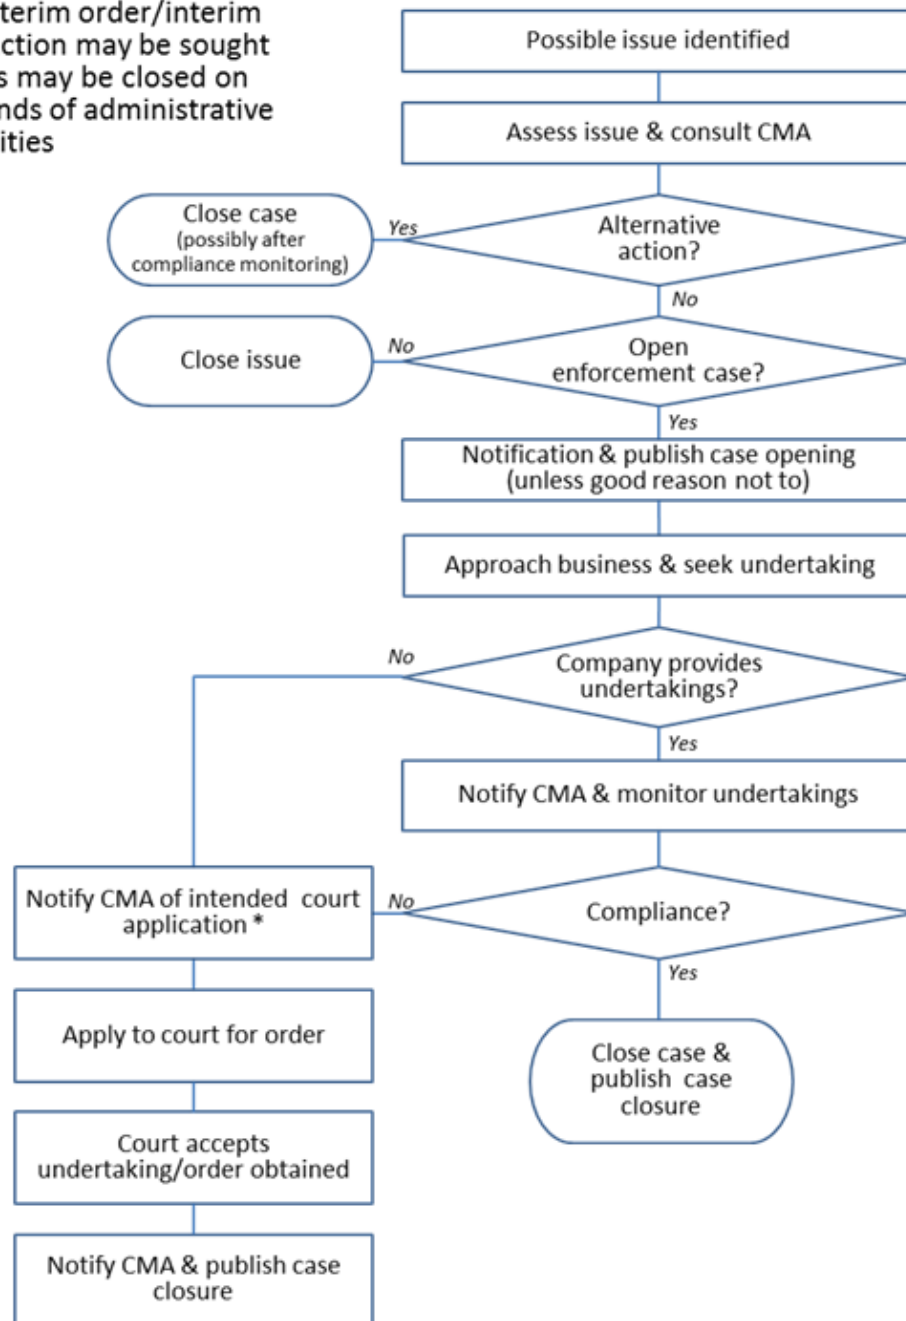 terim order/interim
ction may be sought
s may be closed on
nds of administrative
ities
Possible issue identified
Assess issue & consult CMA
Alternative
action?
Yes
Close case
(possibly after
compliance monitoring)
No
Open
enforcement case?
No
Close issue
Yes
Notification & publish case opening
(unless good reason not to)
Approach business & seek undertaking
Company provides
undertakings?
No
Yes
Notify CMA & monitor undertakings
Compliance?
No
Notify CMA of intended court
application *
Yes
Close case &
publish case
closure
Apply to court for order
Court accepts
undertaking/order obtained
Notify CMA & publish case
closure